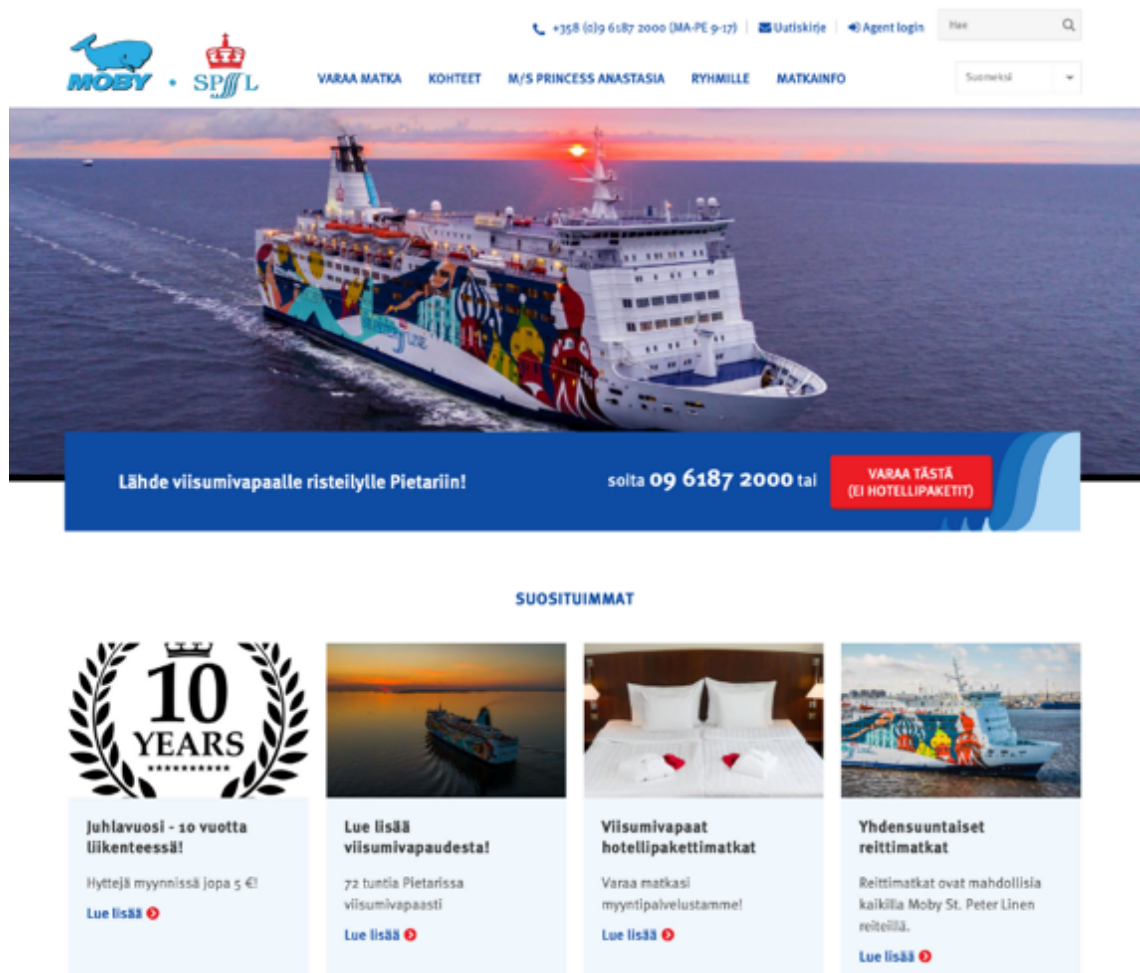 +358 (0)9 6187 2000 (MA-PE 9-17)
Uutiskirje
Agent login
Hae
MOBY
SPL
VARAA MATKA
KOHTEET
M/S PRINCESS ANASTASIA
RYHMILLE
MATKAINFO
Suomeksi
Lähde viisumivapaalle risteilylle Pietariin!
soita 09 6187 2000 tai
VARAA TÄSTÄ
(EI HOTELLIPAKETIT)
SUOSITUIMMAT
10
YEARS
Juhlavuosi - 10 vuotta
liikenteessä!
Hyttejä myynnissä jopa 5 €!
Lue lisää
Lue lisää
viisumivapaudesta!
72 tuntia Pietarissa
viisumivapaasti
Lue lisää
Viisumivapaat
hotellipakettimatkat
Varaa matkasi
myyntipalvelustamme!
Lue lisää
Yhdensuuntaiset
reittimatkat
Reittimatkat ovat mahdollisia
kaikilla Moby St. Peter Linen
reiteillä.
Lue lisää